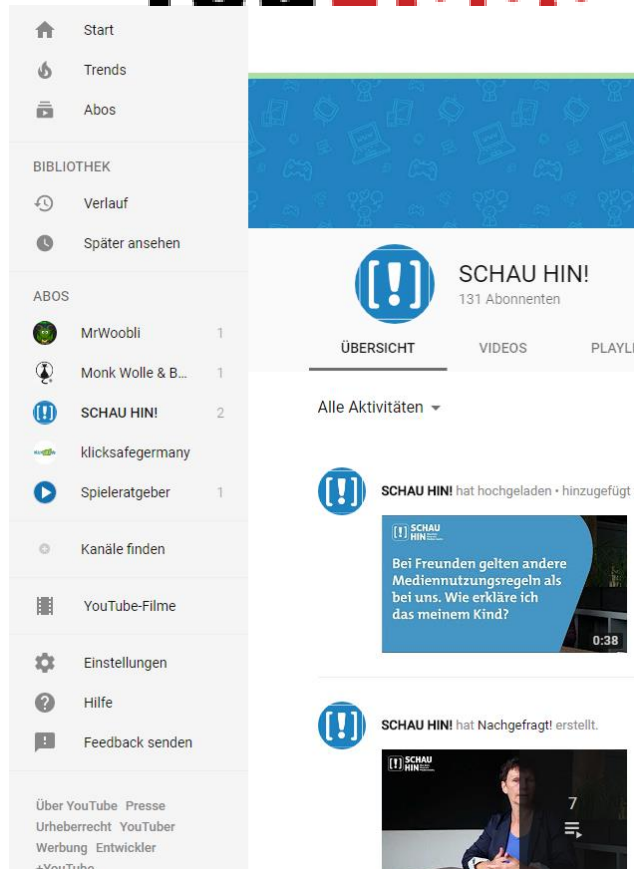 Start
Trends
Abos
BIBLIOTHEK
Verlauf
Später ansehen
ABOS
MrWoobli 1
Monk Wolle & B... 1
SCHAU HIN! 2
klicksafegermany
Spieleratgeber 1
Kanäle finden
YouTube-Filme
Einstellungen
Hilfe
Feedback senden
Über YouTube Presse
Urheberrecht YouTuber
Werbung Entwickler
+YouTube
SCHAU HIN!
131 Abonnenten
ÜBERSICHT VIDEOS PLAYLI
Alle Aktivitäten
SCHAU HIN! hat hochgeladen • hinzugefügt
SCHAU
HIN
Bei Freunden gelten andere
Mediennutzungsregeln als
bei uns. Wie erkläre ich
das meinem Kind?
0:38
SCHAU HIN! hat Nachgefragt! erstellt.
SCHAU
HIN
7